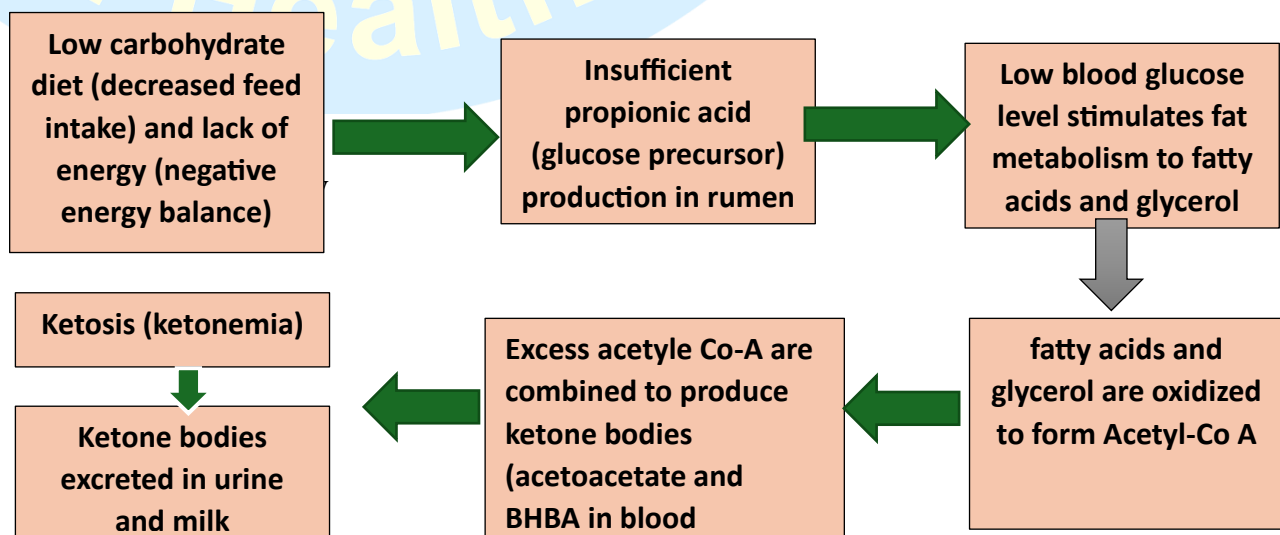 Health
Low carbohydrate
diet (decreased feed
intake) and lack of
energy (negative
energy balance)
Insufficient
propionic acid
(glucose precursor)
production in rumen
Low blood glucose
level stimulates fat
metabolism to fatty
acids and glycerol
fatty acids and
glycerol are oxidized
to form Acetyl-Co A
Excess acetyle Co-A are
combined to produce
ketone bodies
(acetoacetate and
BHBA in blood
Ketosis (ketonemia)
Ketone bodies
excreted in urine
and milk